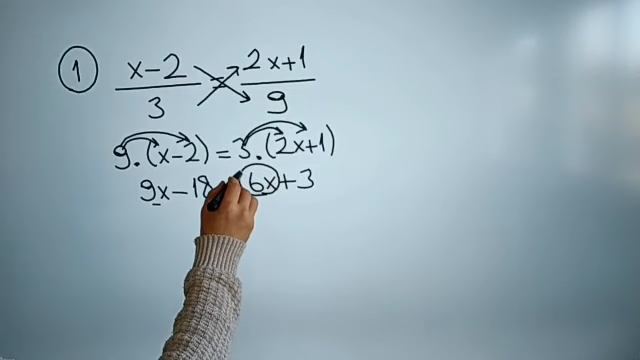 1 x-2/3 = 2x+1/9
9.(x-2) = 3.(2x+1)
9x-18 6x+3